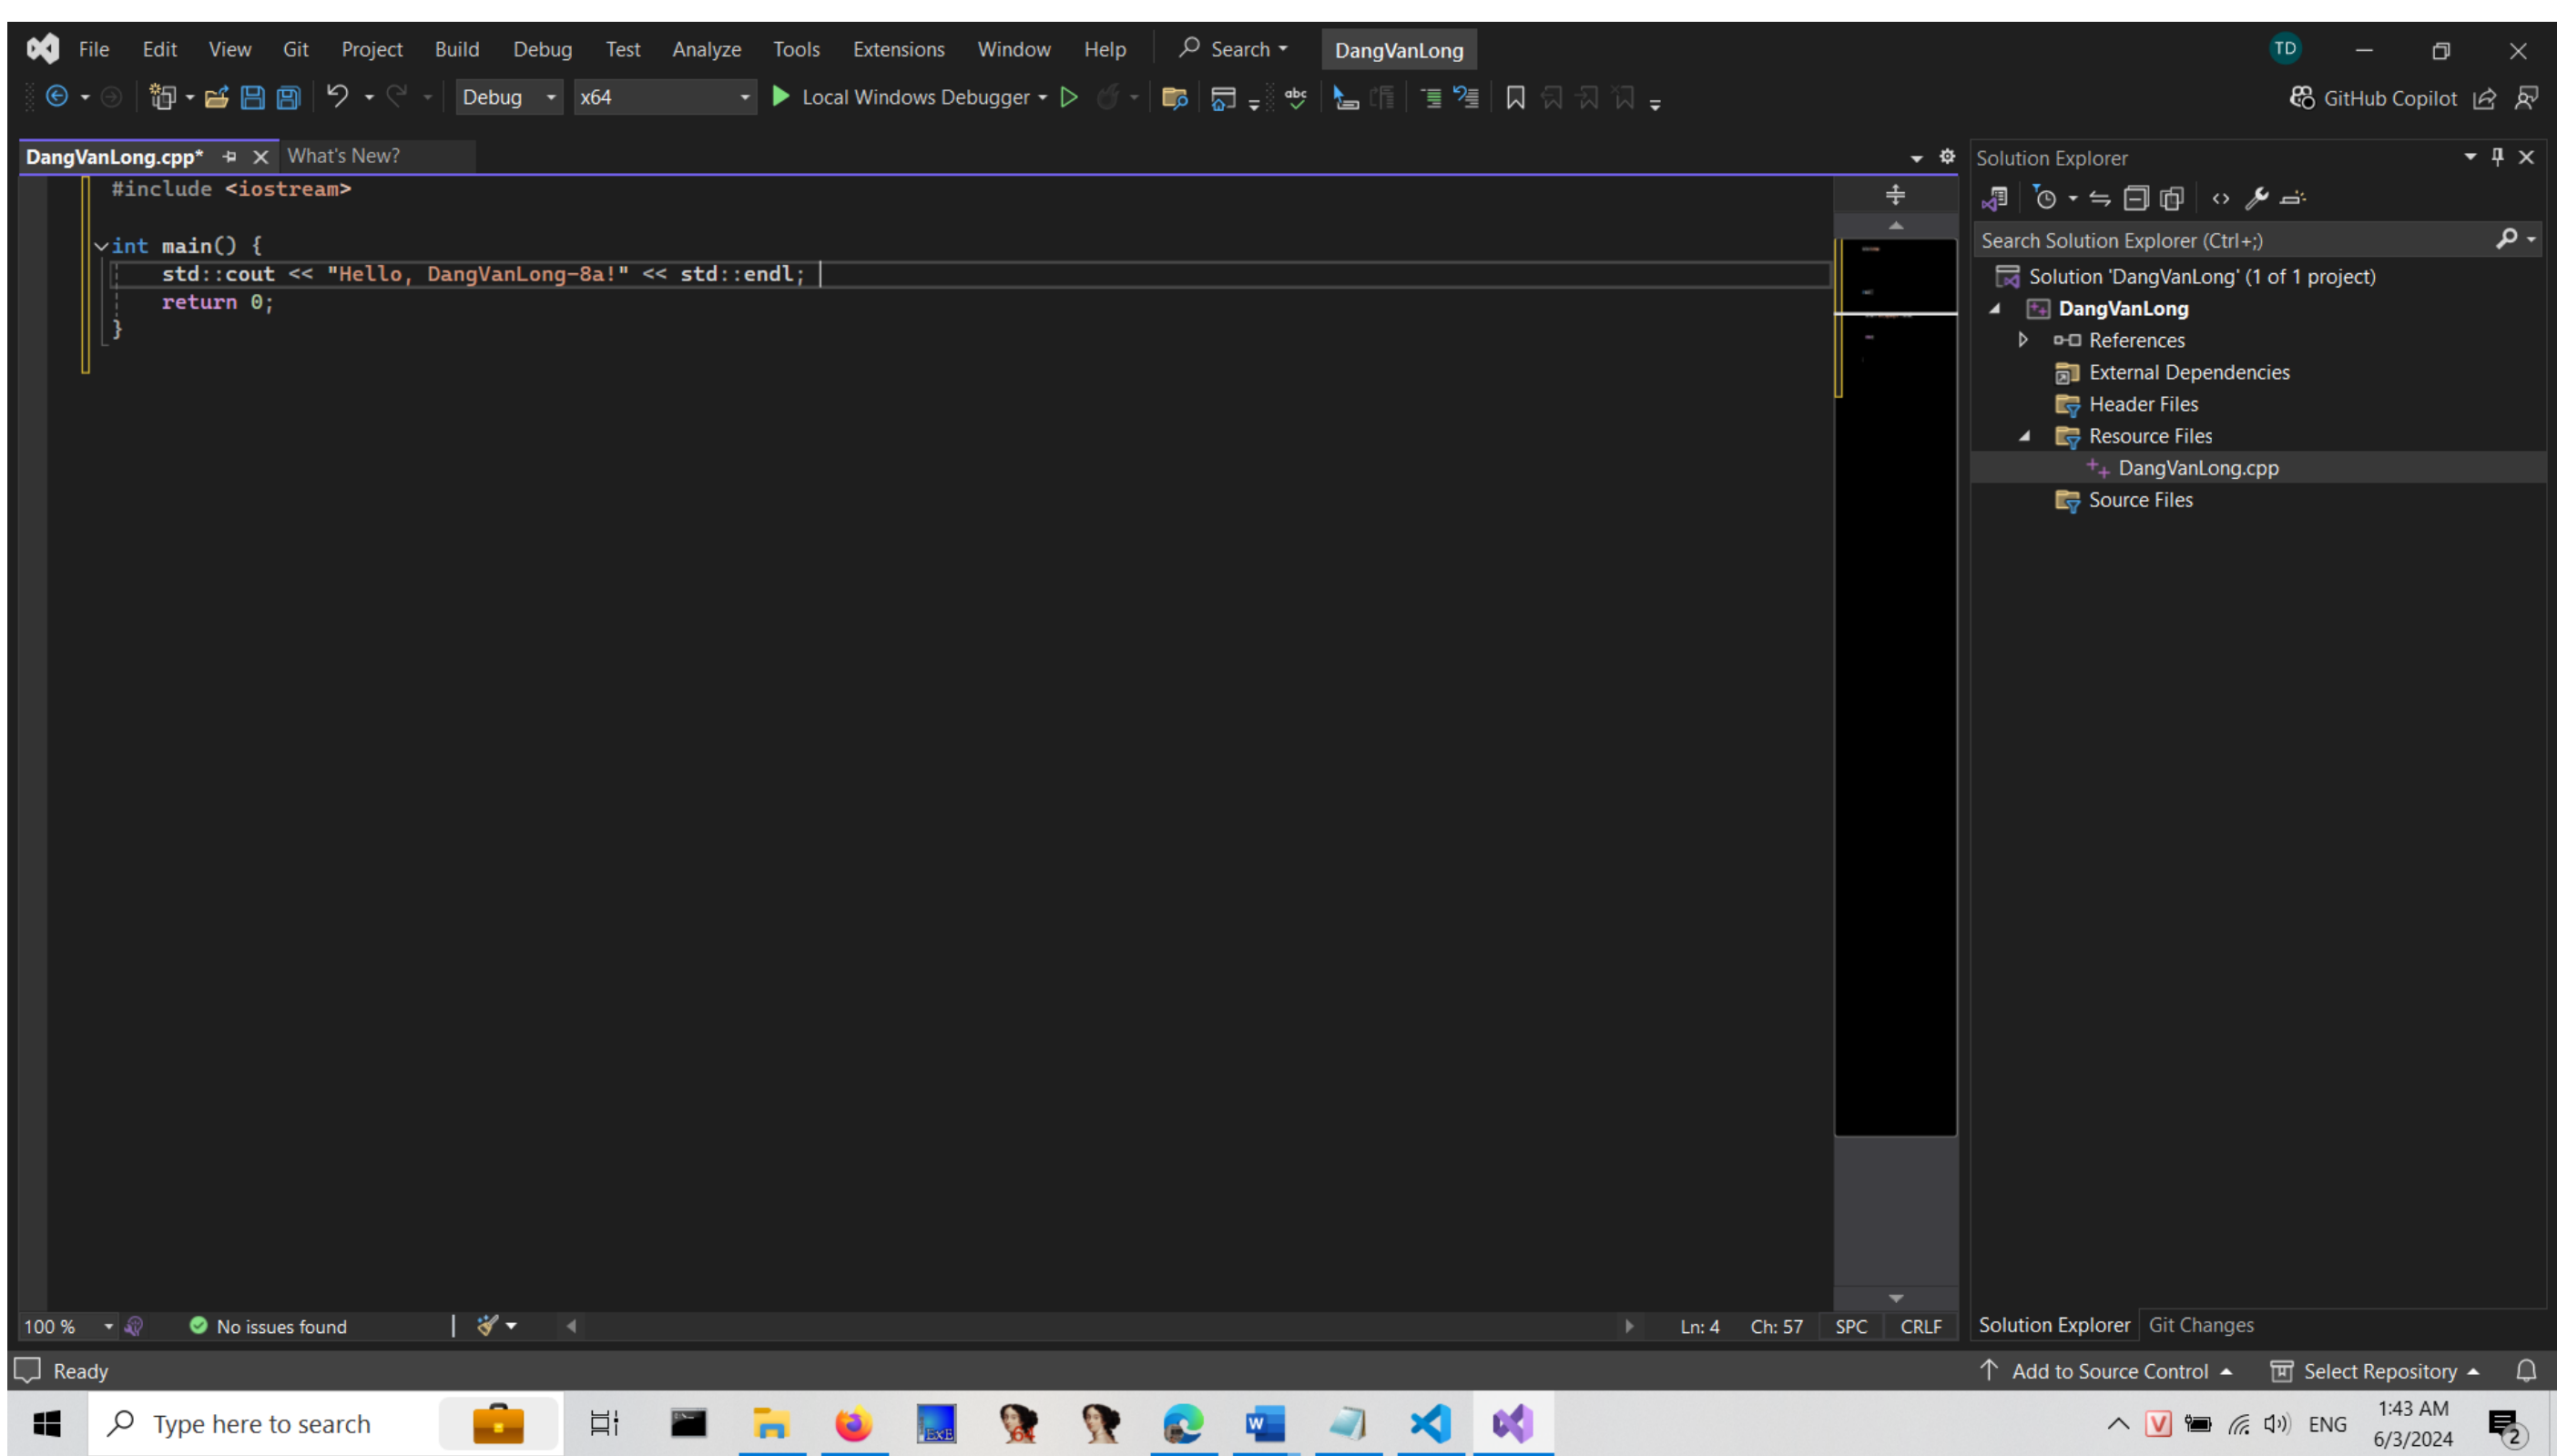 File Edit View Git Project Build Debug Test Analyze Tools Extensions Window Help Search DangVanLong TD
Debug x64 Local Windows Debugger abc GitHub Copilot
DangVanLong.cpp* What's New?
#include <iostream>
int main() {
std::cout << "Hello, DangVanLong-8a!" << std::endl;
return 0;
}
Solution Explorer
Search Solution Explorer (Ctrl+;)
Solution 'DangVanLong' (1 of 1 project)
DangVanLong
References
External Dependencies
Header Files
Resource Files
DangVanLong.cpp
Source Files
100 % No issues found Ln: 4 Ch: 57 SPC CRLF
Solution Explorer Git Changes
Ready Add to Source Control Select Repository
Type here to search ExE 64 W V ENG
1:43 AM
6/3/2024
2